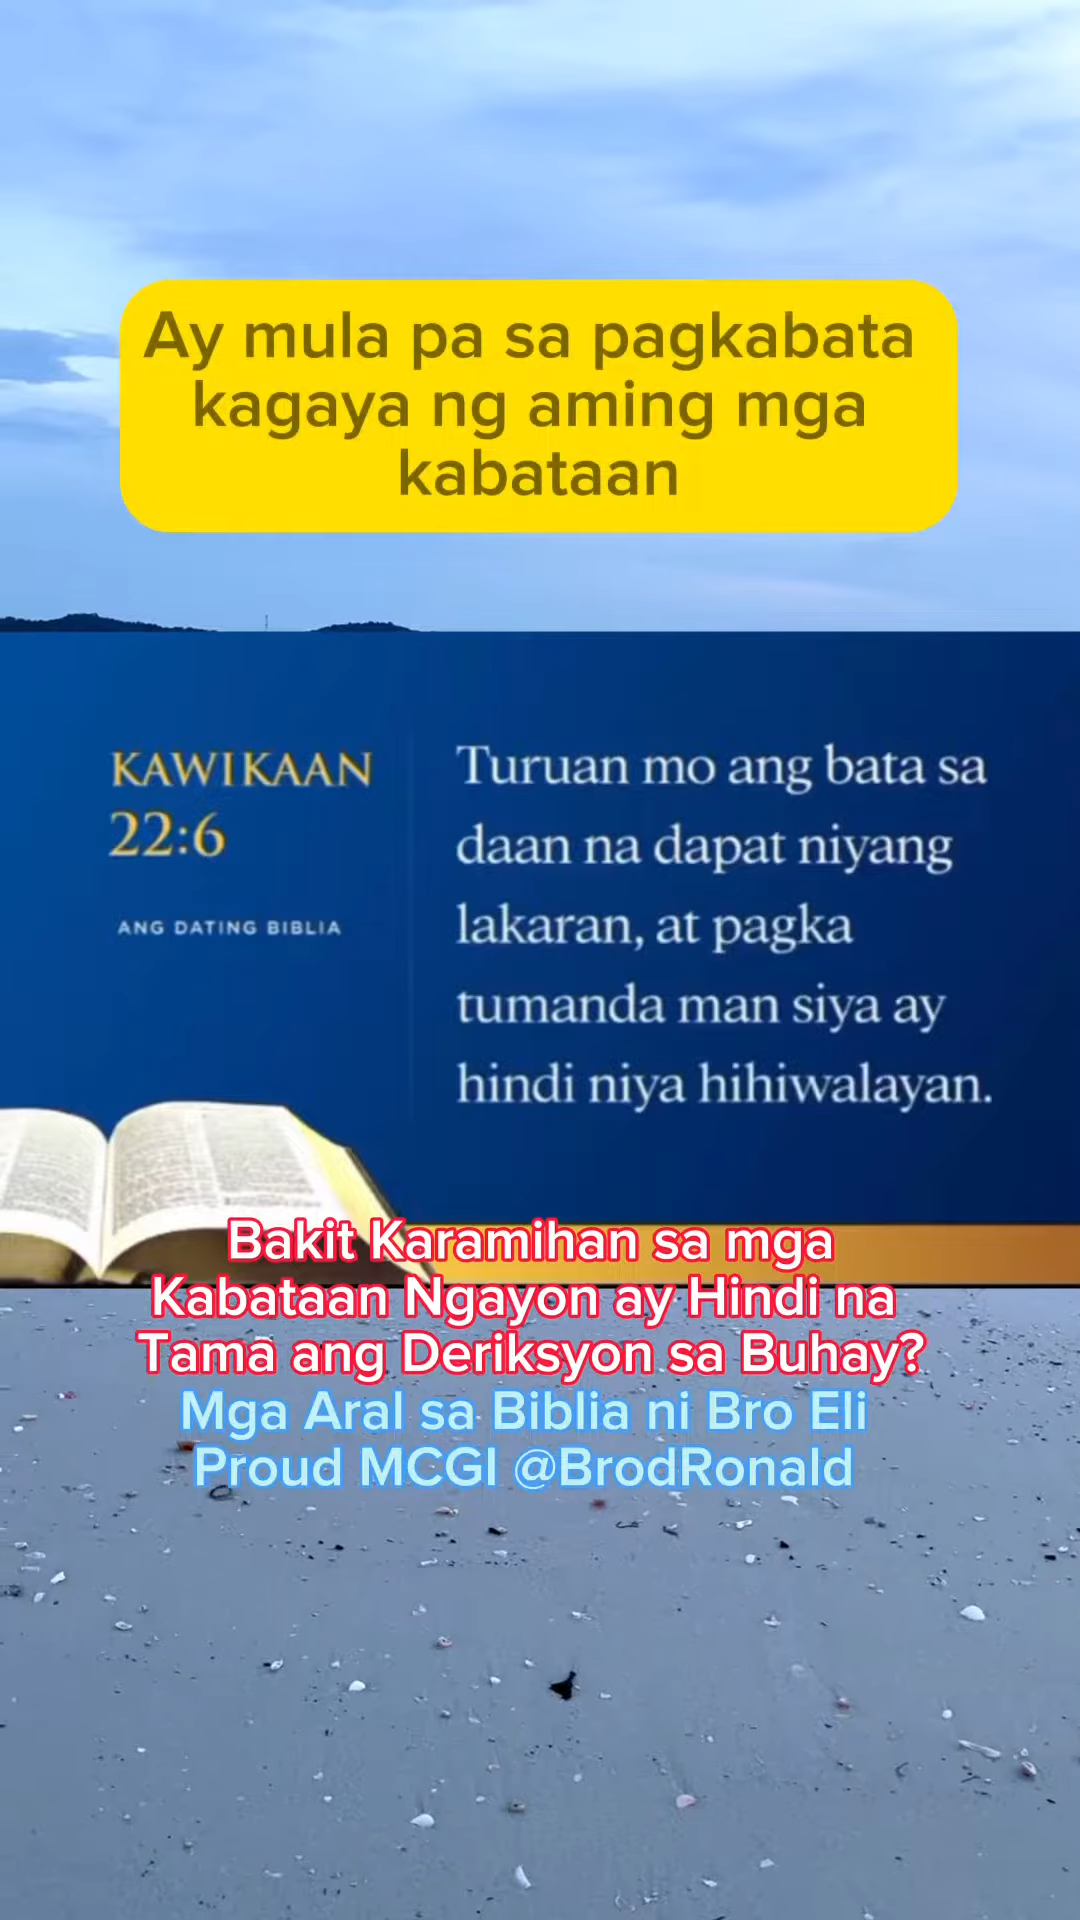 Ay mula pa sa pagkabata
kagaya ng aming mga
kabataan
KAWIKAAN
22:6
ANG DATING BIBLIA
Turuan mo ang bata sa
daan na dapat niyang
lakaran, at pagka
tumanda man siya ay
hindi niya hihiwalayan.
Bakit Karamihan sa mga
Kabataan Ngayon ay Hindi na
Tama ang Deriksyon sa Buhay?
Mga Aral sa Biblia ni Bro Eli
Proud MCGI @BrodRonald